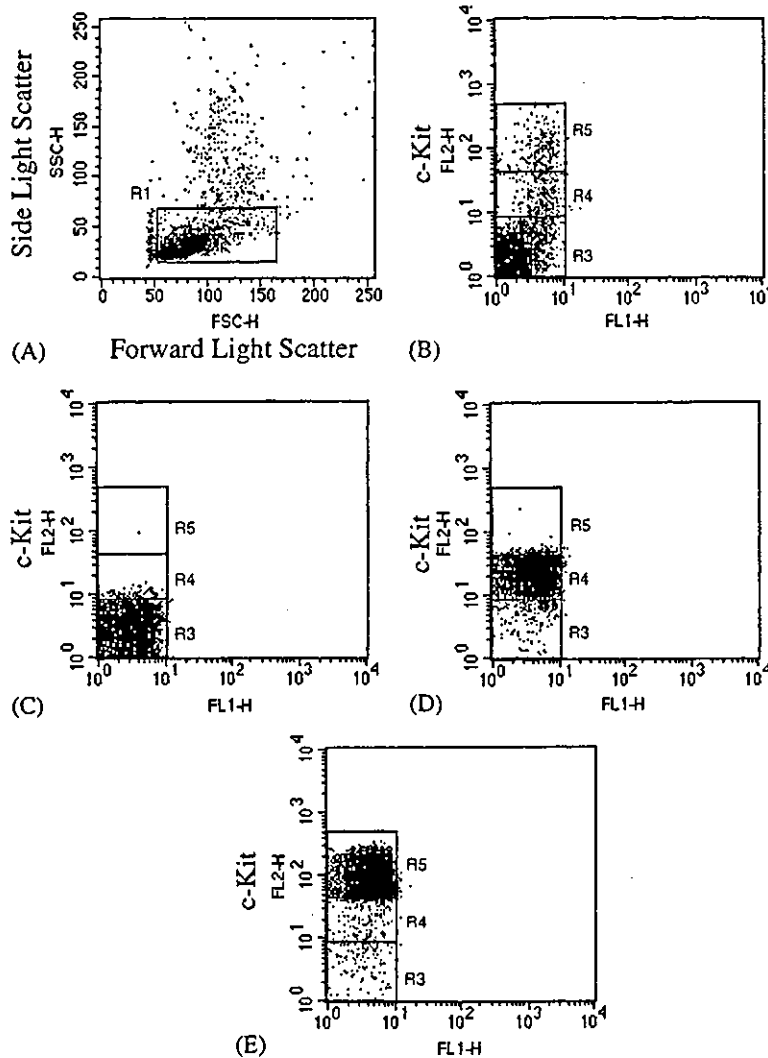 250
200
150
100
50
0
Side Light Scatter
SSC-H
R1
0 50 100 150 200 250
FSC-H
(A) Forward Light Scatter
10^4
10^3
10^2
10^1
10^0
c-Kit
FL2-H
R5
R4
R3
10^0 10^1 10^2 10^3 10^4
FL1-H
(B)
10^4
10^3
10^2
10^1
10^0
c-Kit
FL2-H
R5
R4
R3
10^0 10^1 10^2 10^3 10^4
FL1-H
(C)
10^4
10^3
10^2
10^1
10^0
c-Kit
FL2-H
R5
R4
R3
10^0 10^1 10^2 10^3 10^4
FL1-H
(D)
10^4
10^3
10^2
10^1
10^0
c-Kit
FL2-H
R5
R4
R3
10^0 10^1 10^2 10^3 10^4
FL1-H
(E)